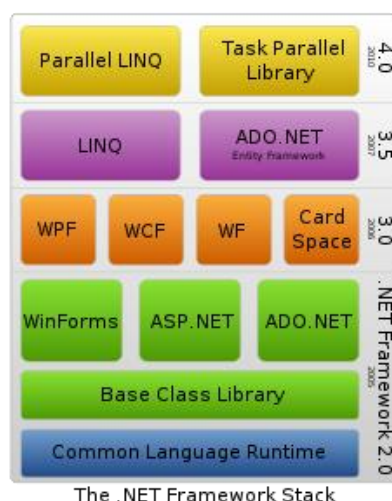 Parallel LINQ
Task Parallel
Library
4.0
2010
LINQ
ADO.NET
Entity Framework
3.5
2007
WPF
WCF
WF
Card
Space
3.0
2006
WinForms
ASP.NET
ADO.NET
Base Class Library
Common Language Runtime
.NET Framework 2.0
2005
The .NET Framework Stack